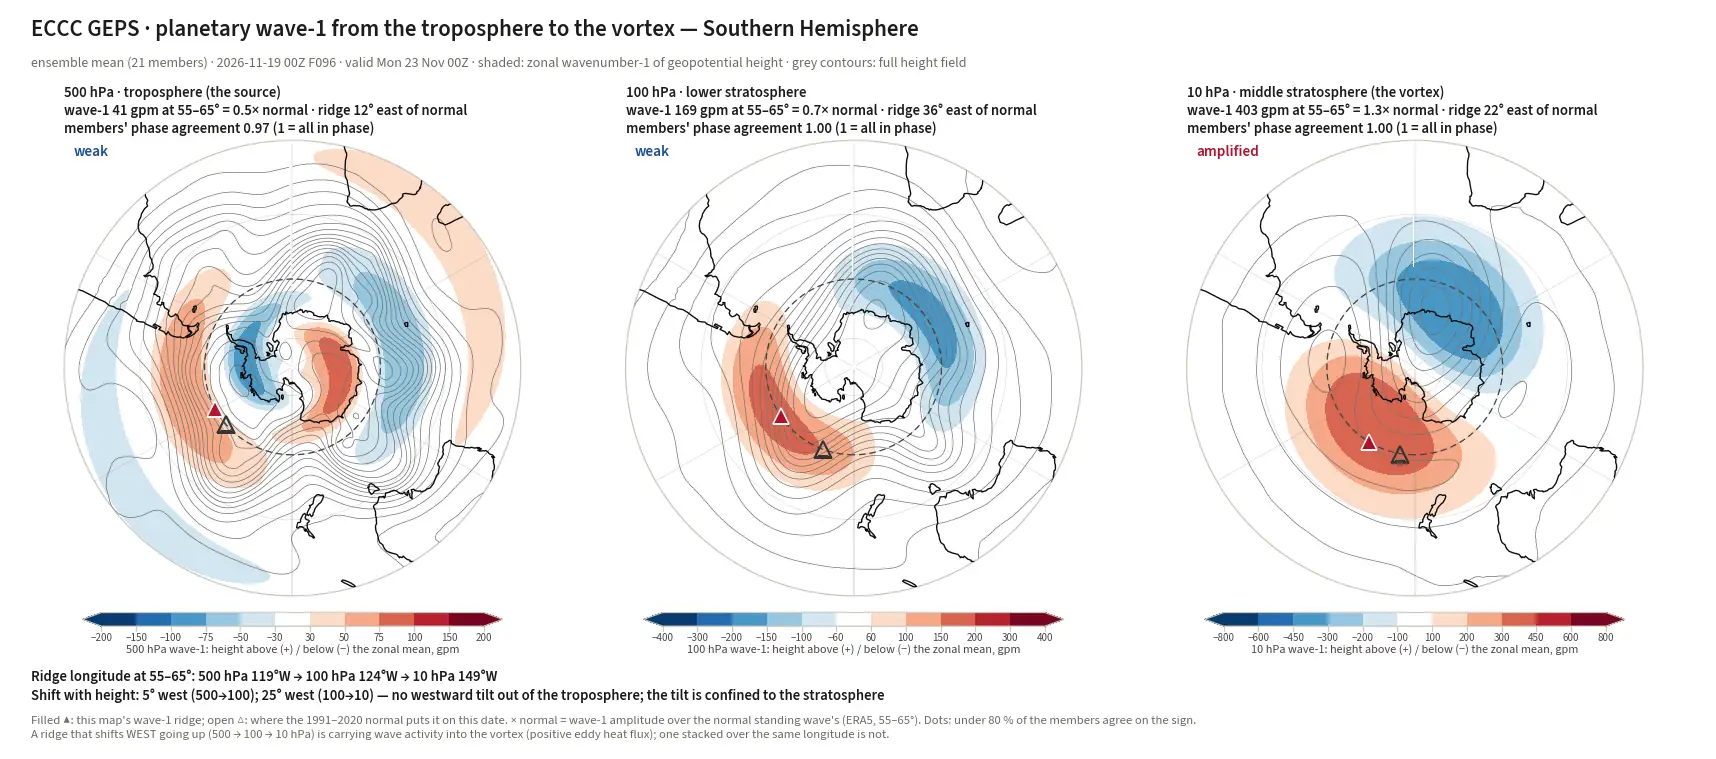 ECCC GEPS · planetary wave-1 from the troposphere to the vortex — Southern Hemisphere
ensemble mean (21 members) · 2026-11-19 00Z F096 · valid Mon 23 Nov 00Z · shaded: zonal wavenumber-1 of geopotential height · grey contours: full height field
500 hPa · troposphere (the source)
wave-1 41 gpm at 55–65° = 0.5× normal · ridge 12° east of normal
members' phase agreement 0.97 (1 = all in phase)
weak
100 hPa · lower stratosphere
wave-1 169 gpm at 55–65° = 0.7× normal · ridge 36° east of normal
members' phase agreement 1.00 (1 = all in phase)
weak
10 hPa · middle stratosphere (the vortex)
wave-1 403 gpm at 55–65° = 1.3× normal · ridge 22° east of normal
members' phase agreement 1.00 (1 = all in phase)
amplified
−200 −150 −100 −75 −50 −30 30 50 75 100 150 200
500 hPa wave-1: height above (+) / below (−) the zonal mean, gpm
−400 −300 −200 −150 −100 −60 60 100 150 200 300 400
100 hPa wave-1: height above (+) / below (−) the zonal mean, gpm
−800 −600 −450 −300 −200 −100 100 200 300 450 600 800
10 hPa wave-1: height above (+) / below (−) the zonal mean, gpm
Ridge longitude at 55–65°: 500 hPa 119°W → 100 hPa 124°W → 10 hPa 149°W
Shift with height: 5° west (500→100); 25° west (100→10) — no westward tilt out of the troposphere; the tilt is confined to the stratosphere
Filled ▲: this map's wave-1 ridge; open △: where the 1991–2020 normal puts it on this date. × normal = wave-1 amplitude over the normal standing wave's (ERA5, 55–65°). Dots: under 80 % of the members agree on the sign.
A ridge that shifts WEST going up (500 → 100 → 10 hPa) is carrying wave activity into the vortex (positive eddy heat flux); one stacked over the same longitude is not.